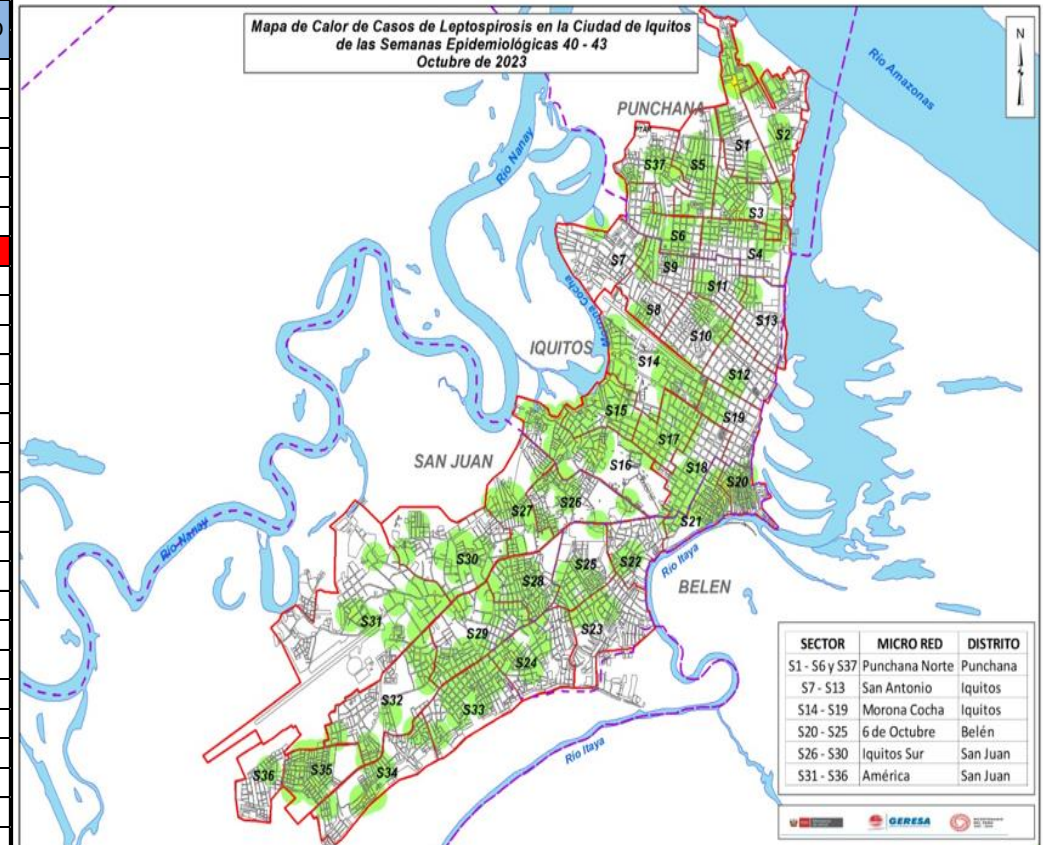 Mapa de Calor de Casos de Leptospirosis en la Ciudad de Iquitos
de las Semanas Epidemiológicas 40 - 43
Octubre de 2023
N
Río Amazonas
PUNCHANA
Río Nanay
PTAP
S2
S1
S37
S5
S3
S6
S4
S7
S9
S11
Morona Cocha
S8
S13
S10
IQUITOS
S14
S12
S15
S19
S17
SAN JUAN
S16
S18
S20
S26
S27
S21
Río Nanay
Río Itaya
S30
S25
S22
S28
BELEN
S31
S29
S23
S24
S32
S33
Río Itaya
S36
S35
S34
SECTOR MICRO RED DISTRITO
S1 - S6 y S37 Punchana Norte Punchana
S7 - S13 San Antonio Iquitos
S14 - S19 Morona Cocha Iquitos
S20 - S25 6 de Octubre Belén
S26 - S30 Iquitos Sur San Juan
S31 - S36 América San Juan
GERESA